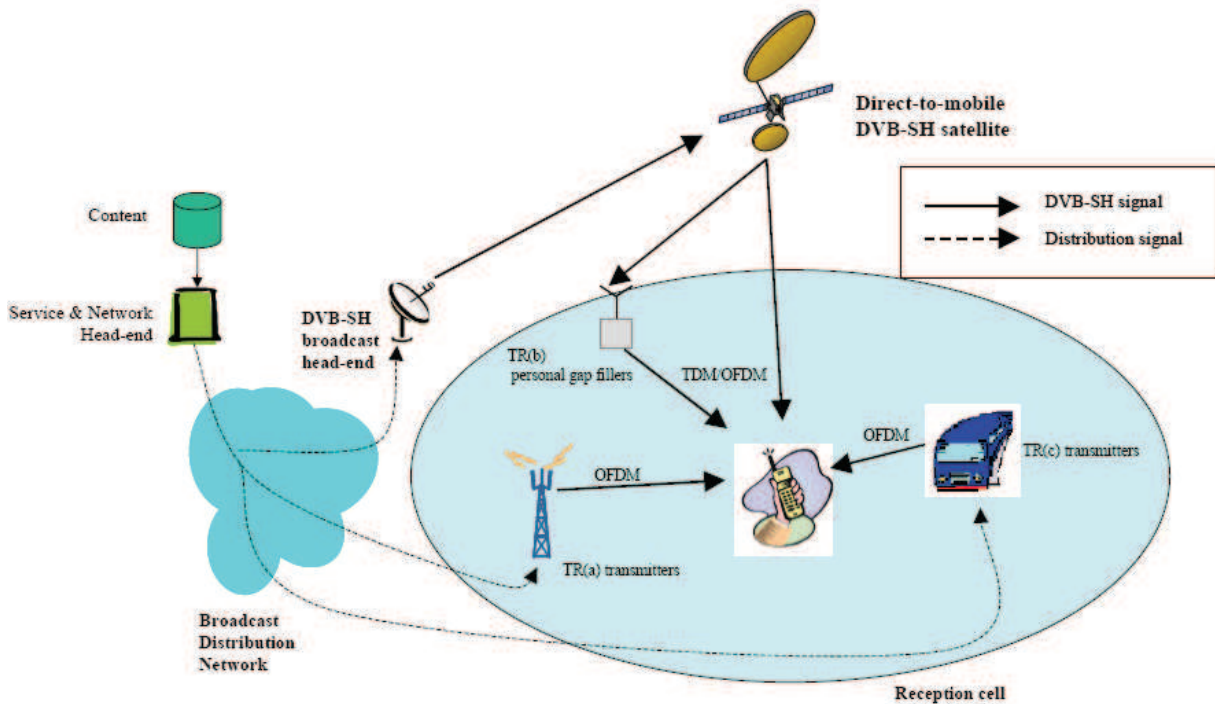 Direct-to-mobile
DVB-SH satellite
DVB-SH signal
Distribution signal
Content
Service & Network
Head-end
DVB-SH
broadcast
head-end
TR(b)
personal gap fillers
TDM/OFDM
OFDM
TR(c) transmitters
OFDM
TR(a) transmitters
Broadcast
Distribution
Network
Reception cell